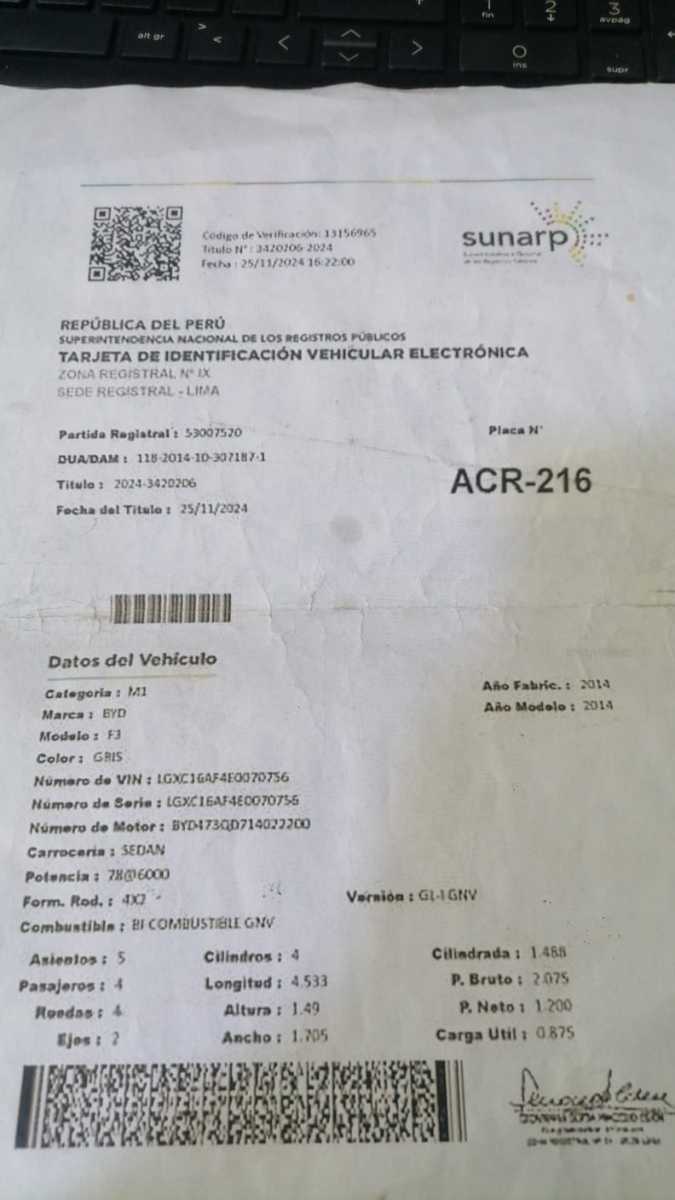 alt gr
>
<
<
>
1
fin
2
3
avpág
0
ins
supr
Código de Verificación: 13156965
Titulo N° : 3420206-2024
Fecha : 25/11/2024 16:22:00
sunarp
REPÚBLICA DEL PERÚ
SUPERINTENDENCIA NACIONAL DE LOS REGISTROS PÚBLICOS
TARJETA DE IDENTIFICACIÓN VEHICULAR ELECTRÓNICA
ZONA REGISTRAL N° IX
SEDE REGISTRAL - LIMA
Partida Registral : 53007520
Placa N°
DUA/DAM : 118-2014-10-307187-1
ACR-216
Titulo : 2024-3420206
Fecha del Titulo : 25/11/2024
Datos del Vehículo
Categoria : M1
Año Fabric. : 2014
Marca : BYD
Año Modelo : 2014
Modelo : F3
Color : GRIS
Número de VIN : LGXC16AF4E0070756
Número de Serie : LGXC16AF4E0070756
Número de Motor : BYD473QD714022200
Carrocería : SEDAN
Potencia : 78@6000
Form. Rod. : 4X2
Versión : GL-I GNV
Combustible : BI COMBUSTIBLE GNV
Asientos : 5
Cilindros : 4
Cilindrada : 1.488
Pasajeros : 4
Longitud : 4.533
P. Bruto : 2.075
Ruedas : 4
Altura : 1.49
P. Neto : 1.200
Ejes : 2
Ancho : 1.705
Carga Util : 0.875